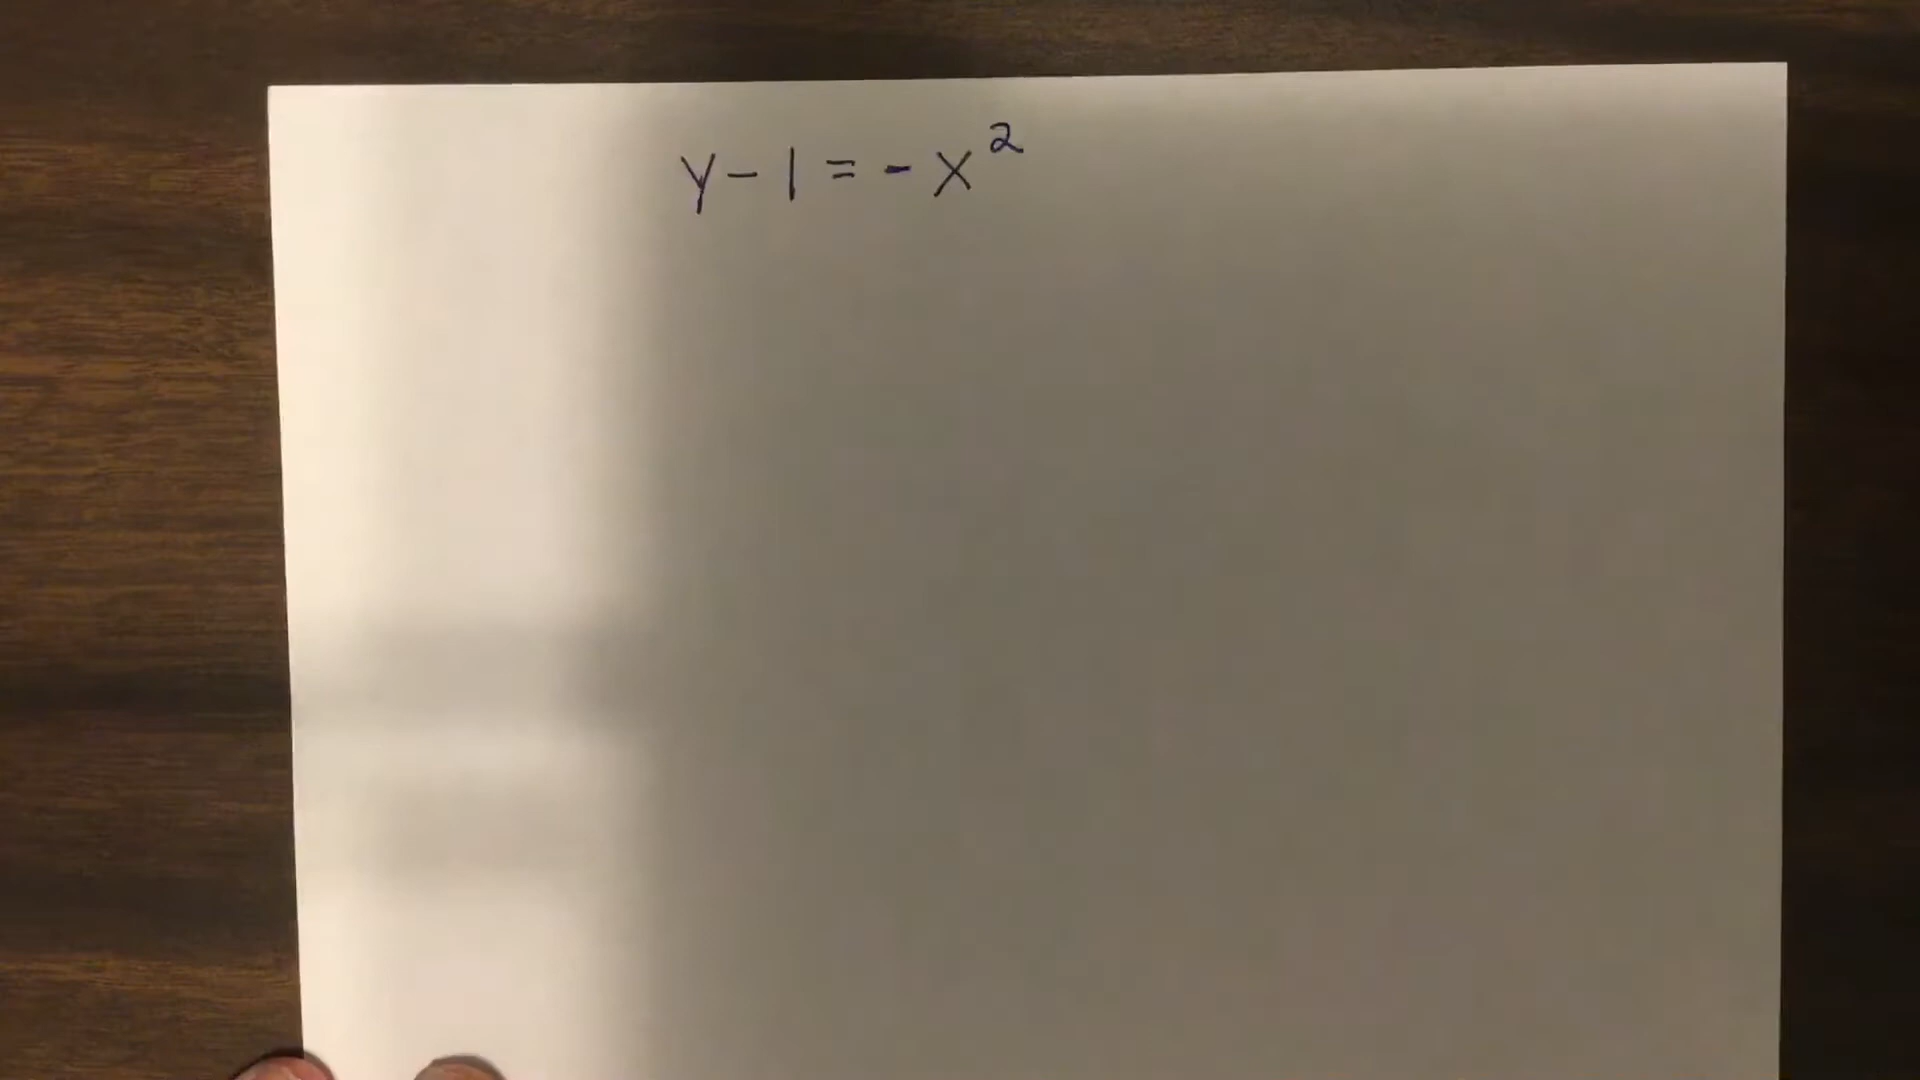 y - 1 = - x²